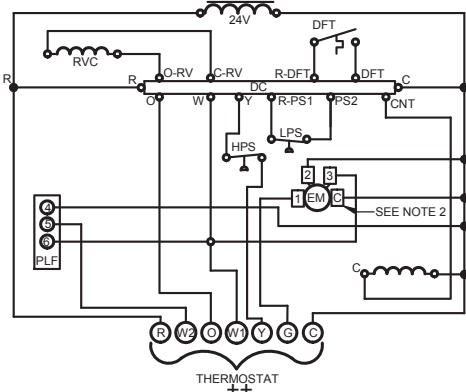 24V
DFT
RVC
O-RV
C-RV
R-DFT
DFT
R
R
DC
C
O
W
Y
R-PS1
PS2
CNT
LPS
HPS
2
3
1
EM
C
SEE NOTE 2
4
5
6
PLF
C
R
W2
O
W1
Y
G
C
THERMOSTAT
++